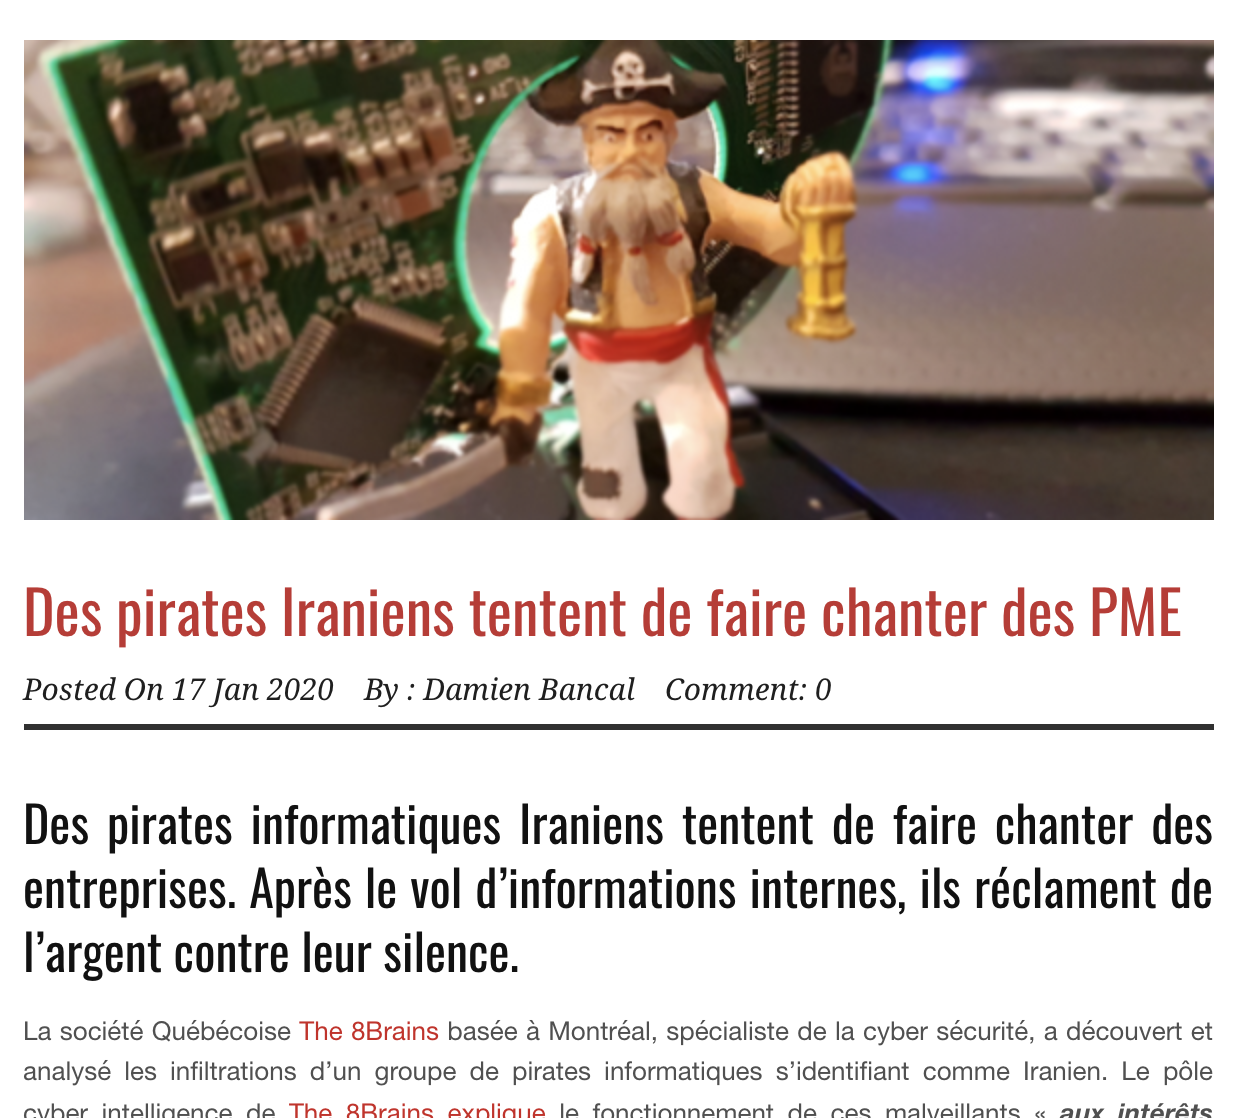 Des pirates Iraniens tentent de faire chanter des PME
Posted On 17 Jan 2020 By : Damien Bancal Comment: 0
Des pirates informatiques Iraniens tentent de faire chanter des
entreprises. Après le vol d’informations internes, ils réclament de
l’argent contre leur silence.
La société Québécoise The 8Brains basée à Montréal, spécialiste de la cyber sécurité, a découvert et
analysé les infiltrations d’un groupe de pirates informatiques s’identifiant comme Iranien. Le pôle
cyber intelligence de The 8Brains explique le fonctionnement de ces malveillants « aux intérêts